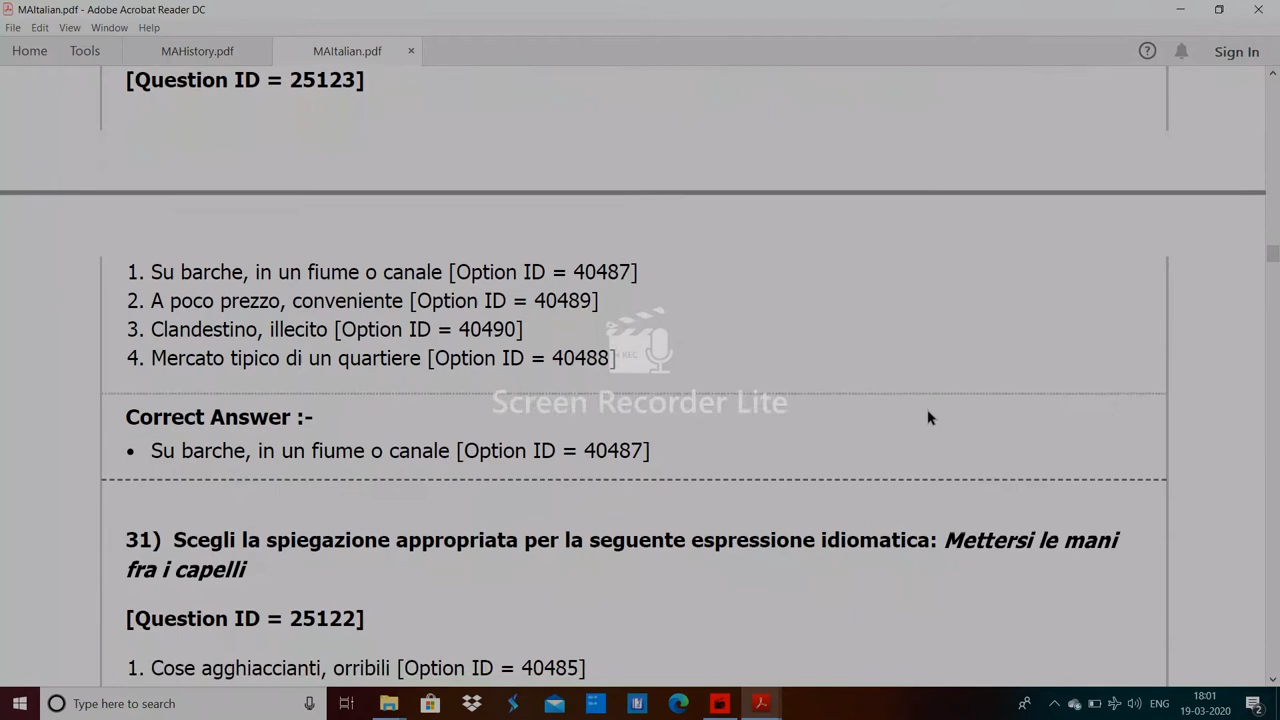 MAItalian.pdf - Adobe Acrobat Reader DC
File Edit View Window Help
Home Tools MAHistory.pdf MAItalian.pdf × ? Sign In
[Question ID = 25123]
1. Su barche, in un fiume o canale [Option ID = 40487]
2. A poco prezzo, conveniente [Option ID = 40489]
3. Clandestino, illecito [Option ID = 40490]
4. Mercato tipico di un quartiere [Option ID = 40488]
REC
Screen Recorder Lite
Correct Answer :-
• Su barche, in un fiume o canale [Option ID = 40487]
31) Scegli la spiegazione appropriata per la seguente espressione idiomatica: Mettersi le mani
fra i capelli
[Question ID = 25122]
1. Cose agghiaccianti, orribili [Option ID = 40485]
Type here to search ENG 18:01
19-03-2020 2